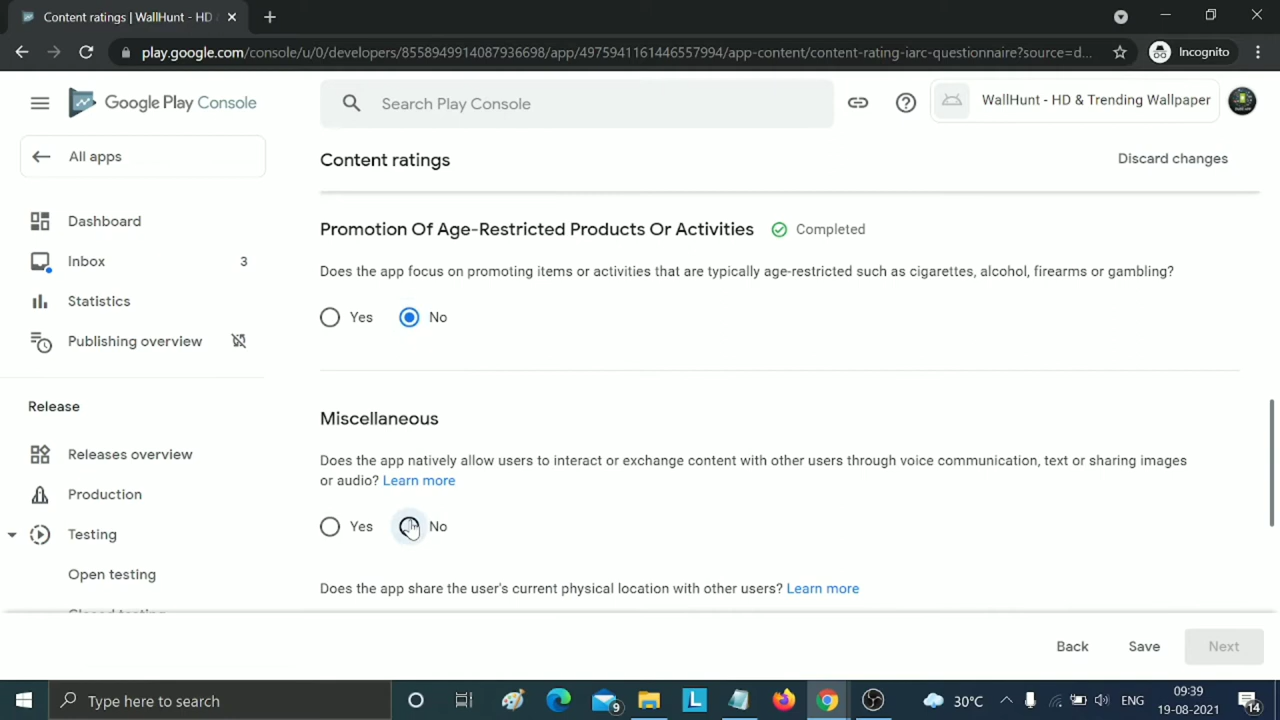 Content ratings | WallHunt - HD
play.google.com/console/u/0/developers/8558949914087936698/app/4975941161446557994/app-content/content-rating-iarc-questionnaire?source=d...
Incognito
Google Play Console
Search Play Console
WallHunt - HD & Trending Wallpaper
All apps
Content ratings
Discard changes
Dashboard
Inbox
3
Statistics
Publishing overview
Release
Releases overview
Production
Testing
Open testing
Promotion Of Age-Restricted Products Or Activities
Completed
Does the app focus on promoting items or activities that are typically age-restricted such as cigarettes, alcohol, firearms or gambling?
Yes
No
Miscellaneous
Does the app natively allow users to interact or exchange content with other users through voice communication, text or sharing images
or audio? Learn more
Yes
No
Does the app share the user's current physical location with other users? Learn more
Back
Save
Next
Type here to search
9
L
30°C
ENG
09:39
19-08-2021
14